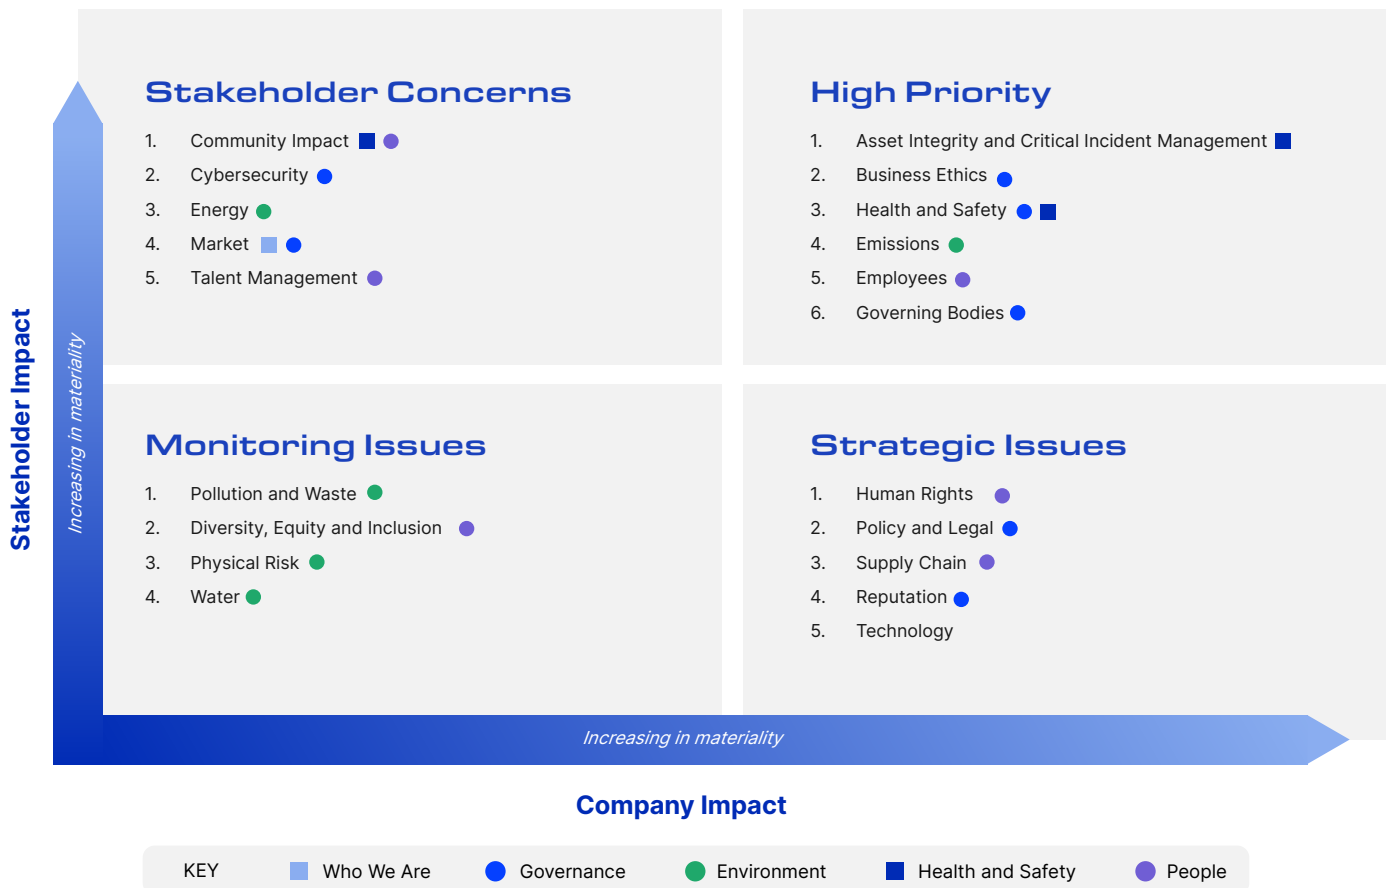 Stakeholder Concerns
1. Community Impact
2. Cybersecurity
3. Energy
4. Market
5. Talent Management
High Priority
1. Asset Integrity and Critical Incident Management
2. Business Ethics
3. Health and Safety
4. Emissions
5. Employees
6. Governing Bodies
Stakeholder Impact
Increasing in materiality
Monitoring Issues
1. Pollution and Waste
2. Diversity, Equity and Inclusion
3. Physical Risk
4. Water
Strategic Issues
1. Human Rights
2. Policy and Legal
3. Supply Chain
4. Reputation
5. Technology
Increasing in materiality
Company Impact
KEY Who We Are Governance Environment Health and Safety People